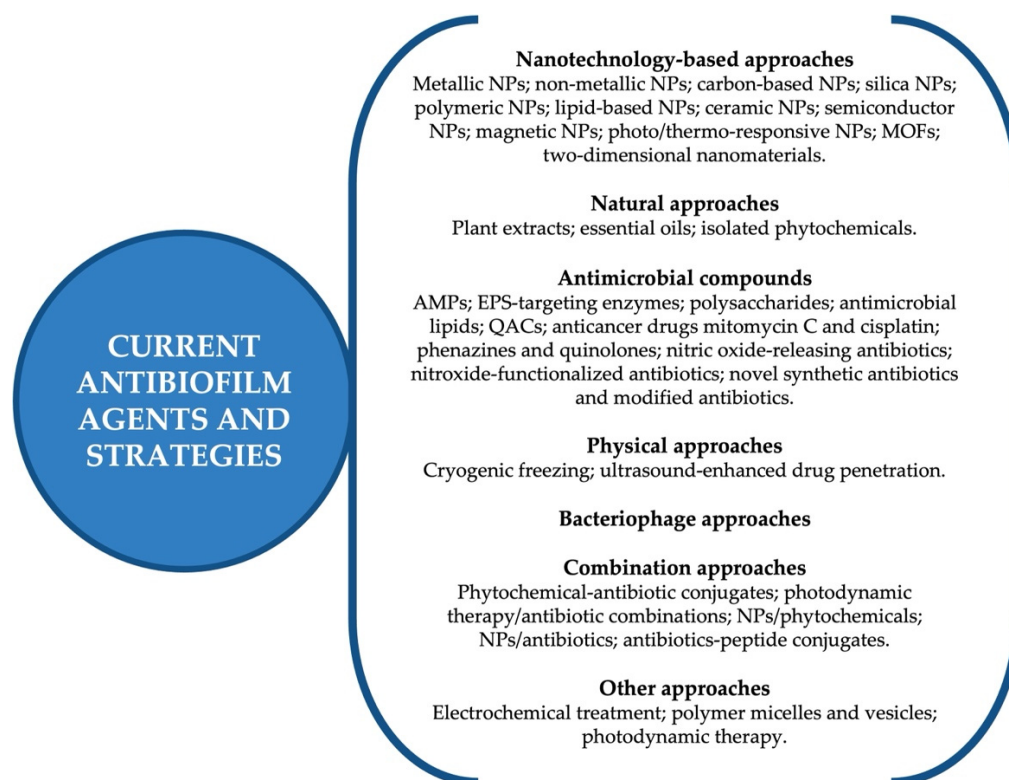 CURRENT
ANTIBIOFILM
AGENTS AND
STRATEGIES
Nanotechnology-based approaches
Metallic NPs; non-metallic NPs; carbon-based NPs; silica NPs;
polymeric NPs; lipid-based NPs; ceramic NPs; semiconductor
NPs; magnetic NPs; photo/thermo-responsive NPs; MOFs;
two-dimensional nanomaterials.
Natural approaches
Plant extracts; essential oils; isolated phytochemicals.
Antimicrobial compounds
AMPs; EPS-targeting enzymes; polysaccharides; antimicrobial
lipids; QACs; anticancer drugs mitomycin C and cisplatin;
phenazines and quinolones; nitric oxide-releasing antibiotics;
nitroxide-functionalized antibiotics; novel synthetic antibiotics
and modified antibiotics.
Physical approaches
Cryogenic freezing; ultrasound-enhanced drug penetration.
Bacteriophage approaches
Combination approaches
Phytochemical-antibiotic conjugates; photodynamic
therapy/antibiotic combinations; NPs/phytochemicals;
NPs/antibiotics; antibiotics-peptide conjugates.
Other approaches
Electrochemical treatment; polymer micelles and vesicles;
photodynamic therapy.